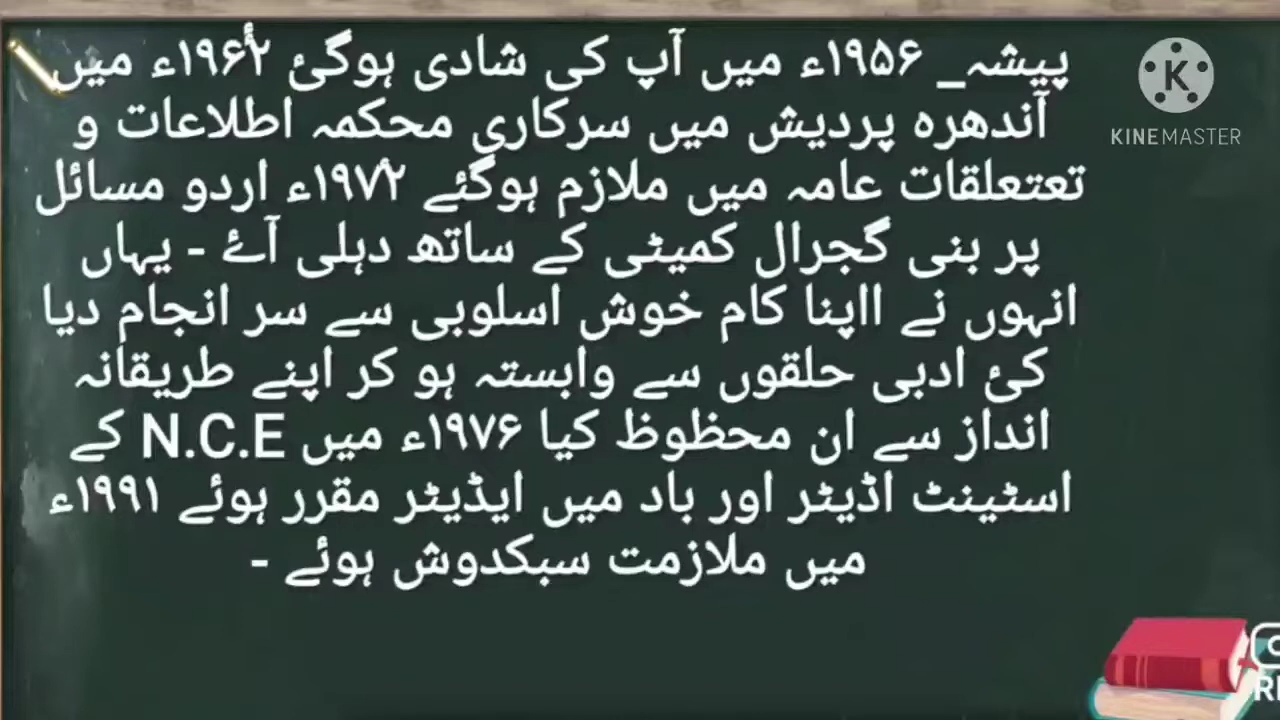 پیشہ_ ۱۹۵۶ء میں آپ کی شادی ہوگئ ۱۹۶۲ء میں
آندھرہ پردیش میں سرکاری محکمہ اطلاعات و
تعتعلقات عامہ میں ملازم ہوگئے ۱۹۷۲ء اردو مسائل
پر بنی گجرال کمیٹی کے ساتھ دہلی آۓ - یہاں
انہوں نے ااپنا کام خوش اسلوبی سے سر انجام دیا
کئ ادبی حلقوں سے وابستہ ہو کر اپنے طریقانہ
انداز سے ان محظوظ کیا ۱۹۷۶ء میں N.C.E کے
اسٹینٹ اڈیٹر اور باد میں ایڈیٹر مقرر ہوئے ۱۹۹۱ء
میں ملازمت سبکدوش ہوئے -
K
KINEMASTER